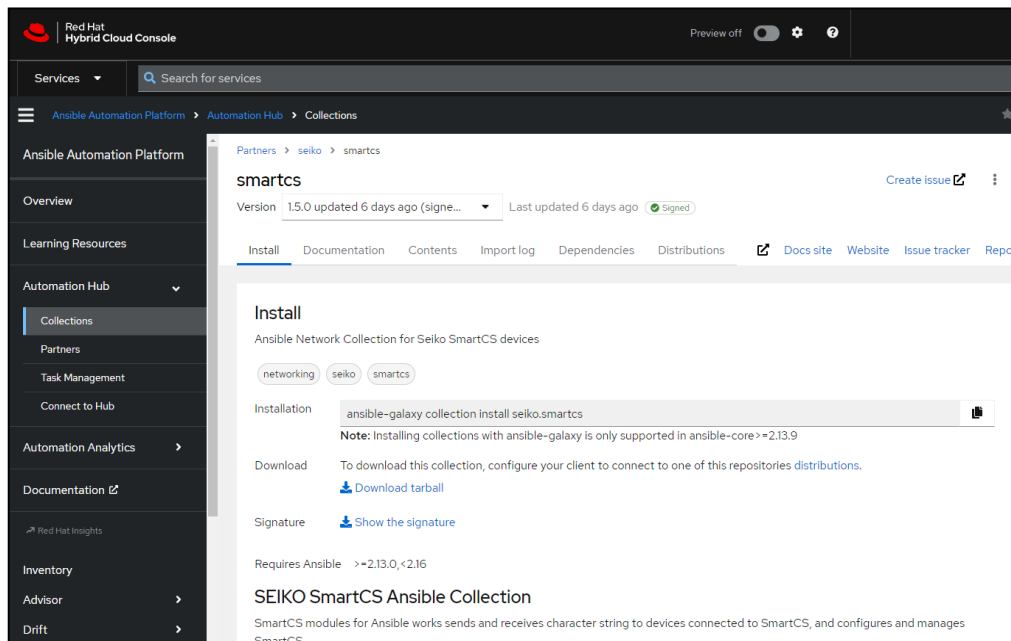 Red Hat
Hybrid Cloud Console
Preview off
Services
Search for services
Ansible Automation Platform
Automation Hub
Collections
Ansible Automation Platform
Overview
Learning Resources
Automation Hub
Collections
Partners
Task Management
Connect to Hub
Automation Analytics
Documentation
Red Hat Insights
Inventory
Advisor
Drift
Partners
seiko
smartcs
smartcs
Create issue
Version 1.5.0 updated 6 days ago (signe... Last updated 6 days ago Signed
Install Documentation Contents Import log Dependencies Distributions Docs site Website Issue tracker Repo
Install
Ansible Network Collection for Seiko SmartCS devices
networking seiko smartcs
Installation ansible-galaxy collection install seiko.smartcs
Note: Installing collections with ansible-galaxy is only supported in ansible-core>=2.13.9
Download To download this collection, configure your client to connect to one of this repositories distributions.
Download tarball
Signature Show the signature
Requires Ansible >=2.13.0,<2.16
SEIKO SmartCS Ansible Collection
SmartCS modules for Ansible works sends and receives character string to devices connected to SmartCS, and configures and manages
SmartCS